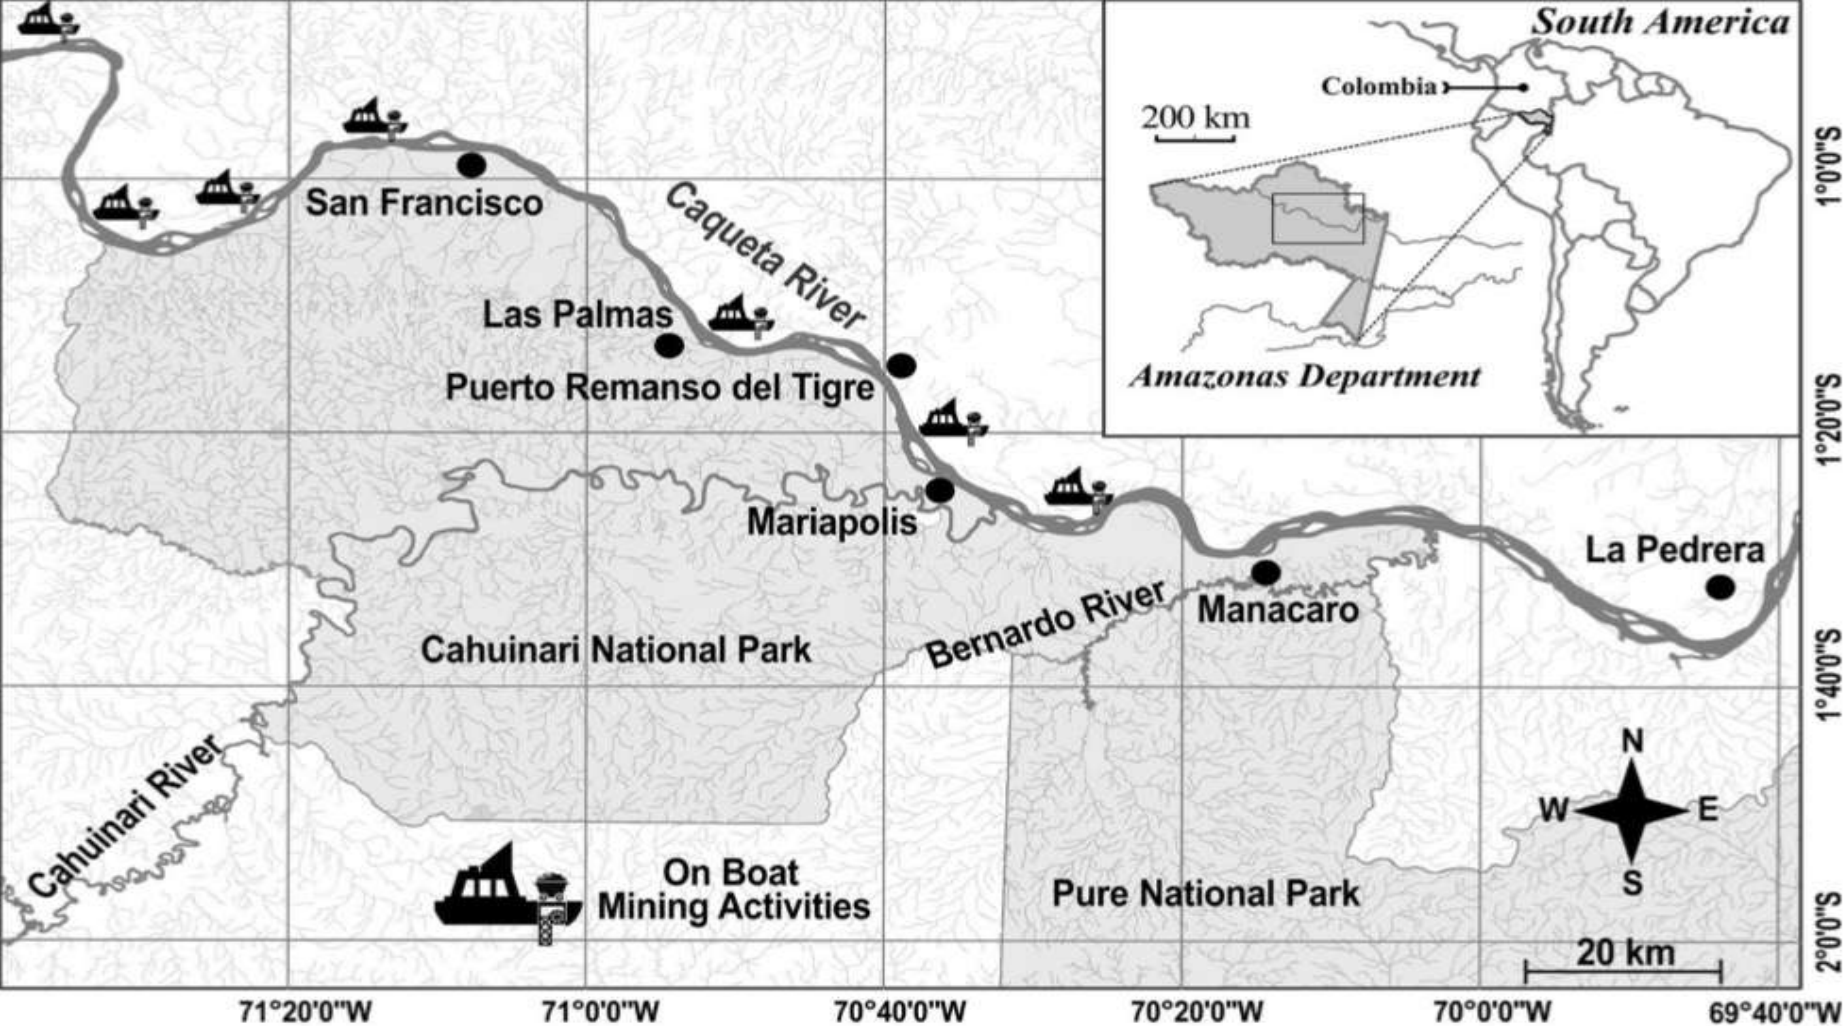 South America
Colombia
200 km
Amazonas Department
San Francisco
Caqueta River
Las Palmas
Puerto Remanso del Tigre
Mariapolis
La Pedrera
Bernardo River
Manacaro
Cahuinari National Park
Cahuinari River
On Boat
Mining Activities
Pure National Park
N
W
E
S
20 km
1°0'0"S
1°20'0"S
1°40'0"S
2°0'0"S
71°20'0"W
71°0'0"W
70°40'0"W
70°20'0"W
70°0'0"W
69°40'0"W